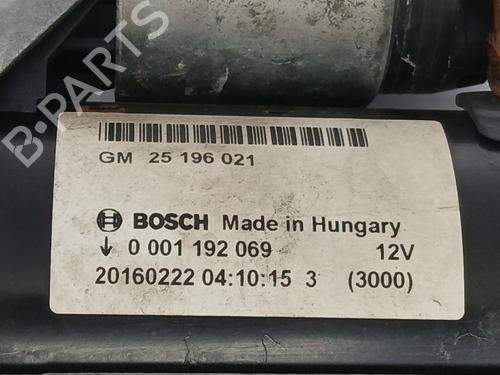 B-PARTS
GM 25 196 021
BOSCH Made in Hungary
↓ 0 001 192 069 12V
20160222 04:10:15 3 (3000)